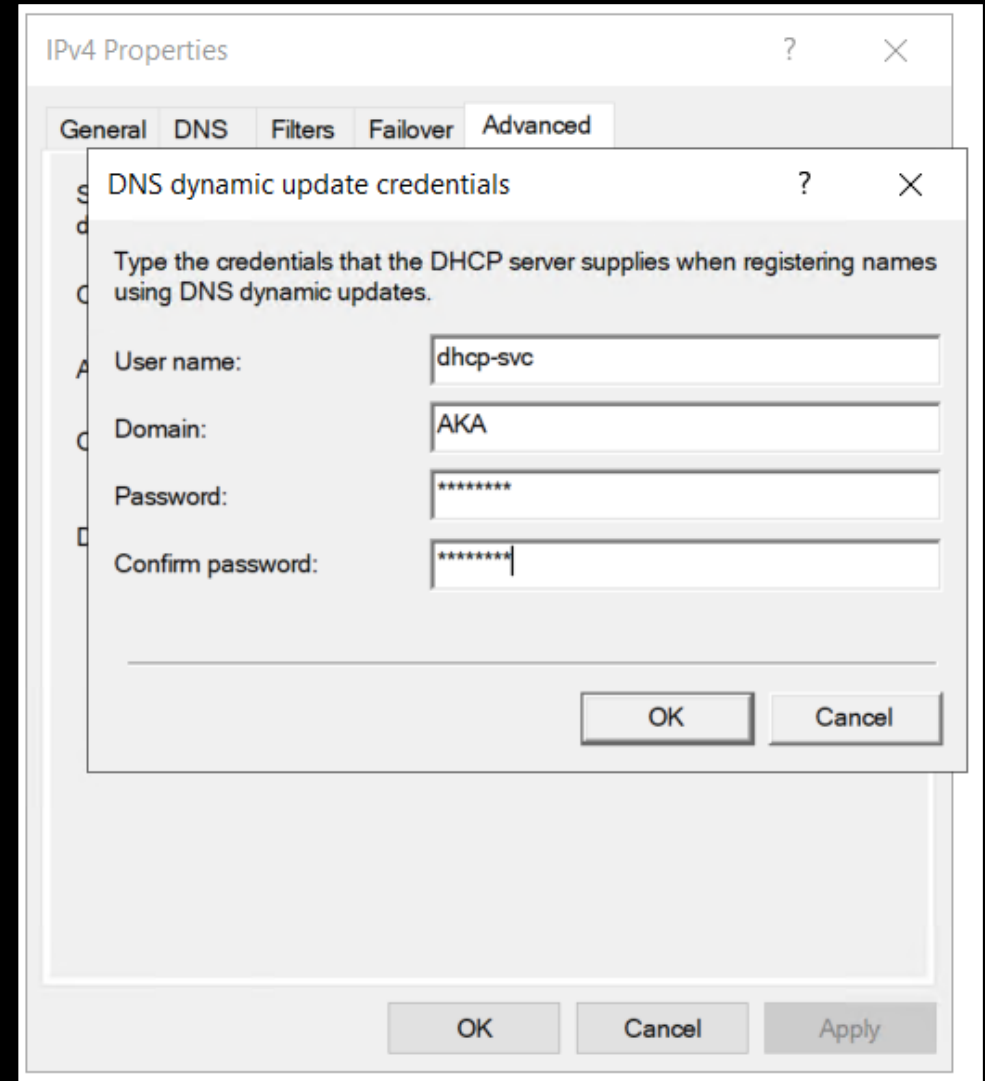 IPv4 Properties
?
General
DNS
Filters
Failover
Advanced
DNS dynamic update credentials
?
Type the credentials that the DHCP server supplies when registering names
using DNS dynamic updates.
User name:
dhcp-svc
Domain:
AKA
Password:
********
Confirm password:
********
OK
Cancel
OK
Cancel
Apply